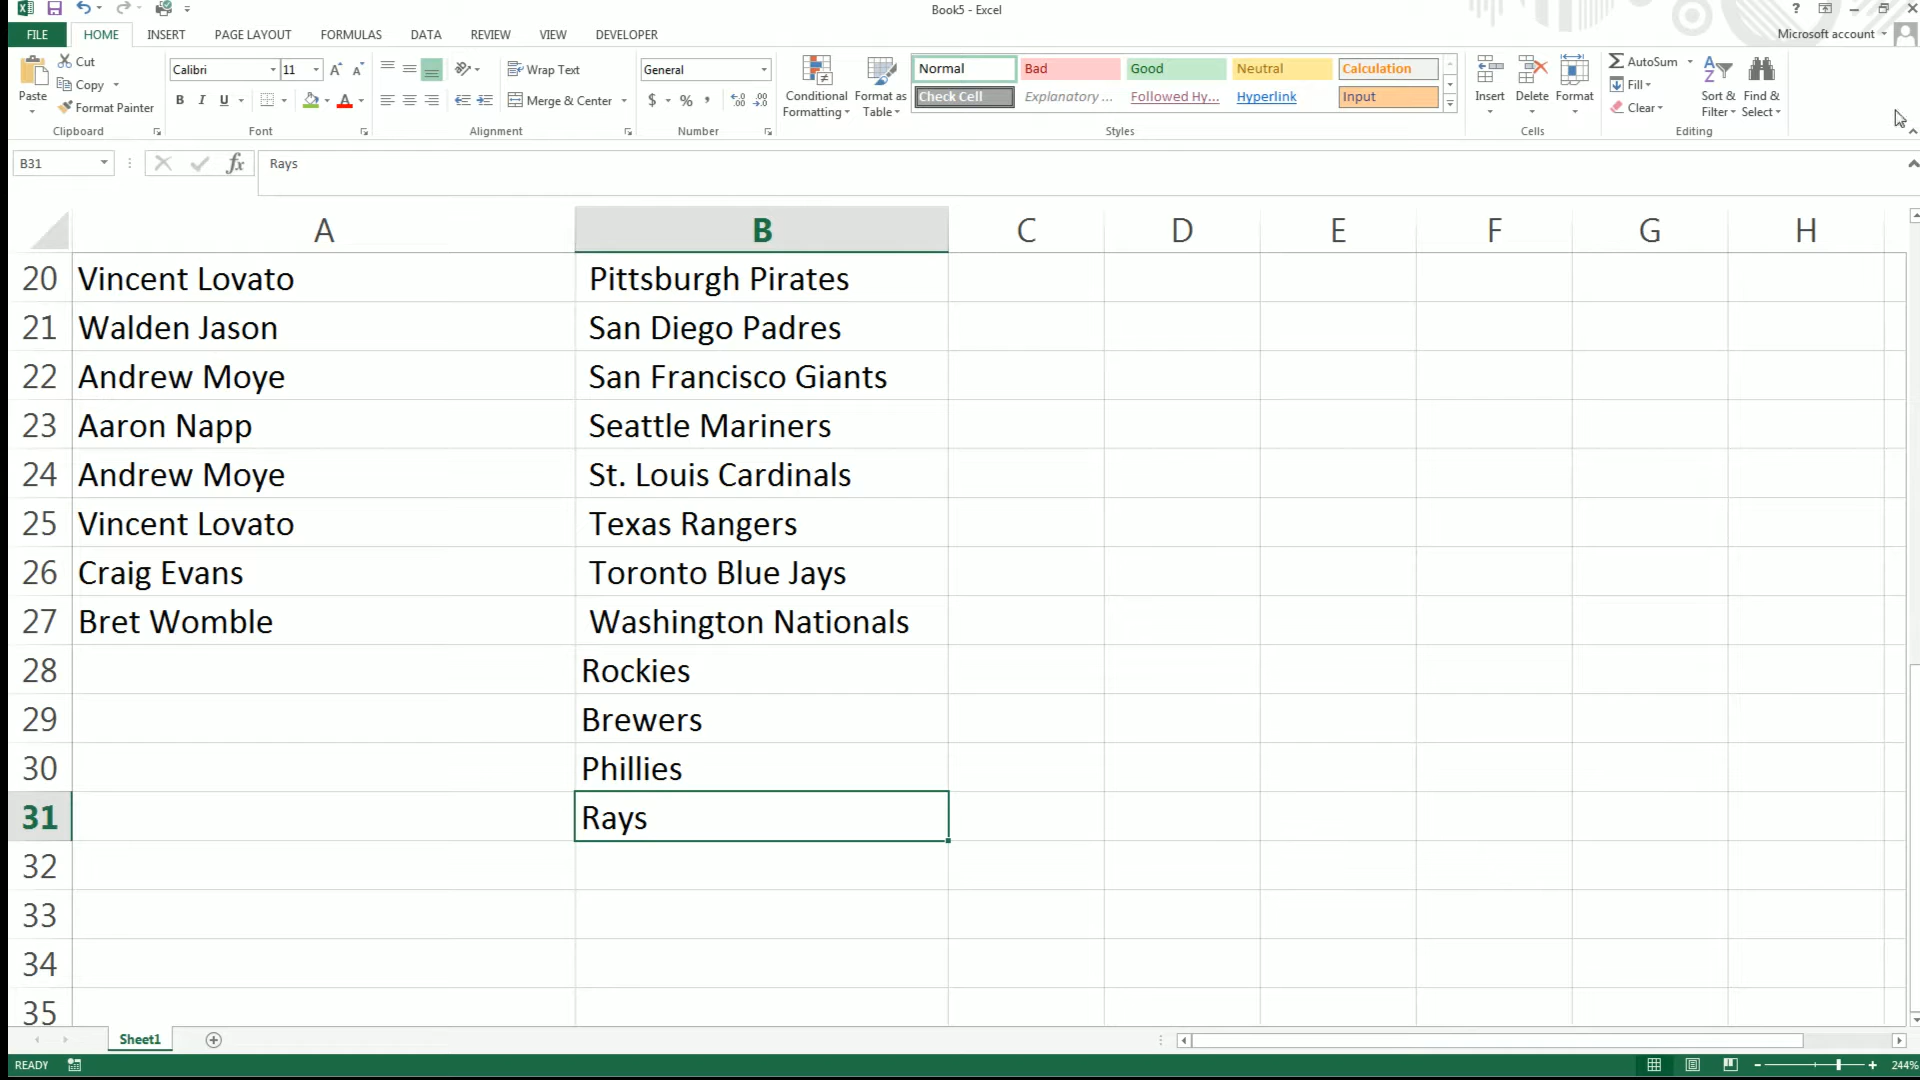 Book5 - Excel
?
FILE HOME INSERT PAGE LAYOUT FORMULAS DATA REVIEW VIEW DEVELOPER Microsoft account
Cut
Copy
Format Painter
Paste
Clipboard
Calibri 11
B I U
Font
Wrap Text
Merge & Center
Alignment
General
$ % ,
Number
Conditional Formatting
Format as Table
Normal Bad Good Neutral Calculation
Check Cell Explanatory ... Followed Hy... Hyperlink Input
Styles
Insert Delete Format
Cells
AutoSum
Fill
Clear
Sort & Filter
Find & Select
Editing
B31 fx Rays
A B C D E F G H
20 Vincent Lovato Pittsburgh Pirates
21 Walden Jason San Diego Padres
22 Andrew Moye San Francisco Giants
23 Aaron Napp Seattle Mariners
24 Andrew Moye St. Louis Cardinals
25 Vincent Lovato Texas Rangers
26 Craig Evans Toronto Blue Jays
27 Bret Womble Washington Nationals
28 Rockies
29 Brewers
30 Phillies
31 Rays
32
33
34
35
Sheet1
READY 244%